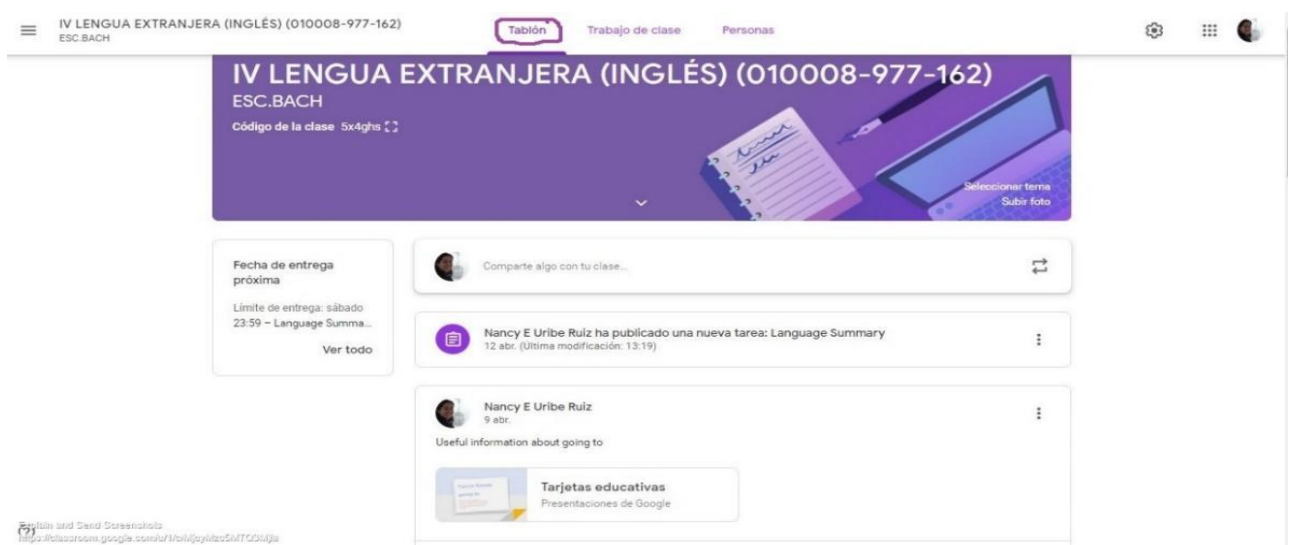 IV LENGUA EXTRANJERA (INGLÉS) (010008-977-162)
ESC.BACH
Tablón
Trabajo de clase
Personas
IV LENGUA EXTRANJERA (INGLÉS) (010008-977-162)
ESC.BACH
Código de la clase 5x4ghs
Seleccionar tema
Subir foto
Fecha de entrega
próxima
Límite de entrega: sábado
23:59 – Language Summa...
Ver todo
Comparte algo con tu clase...
Nancy E Uribe Ruiz ha publicado una nueva tarea: Language Summary
12 abr. (Última modificación: 13:19)
Nancy E Uribe Ruiz
9 abr.
Useful information about going to
Tarjetas educativas
Presentaciones de Google
Explain and Send Screenshots